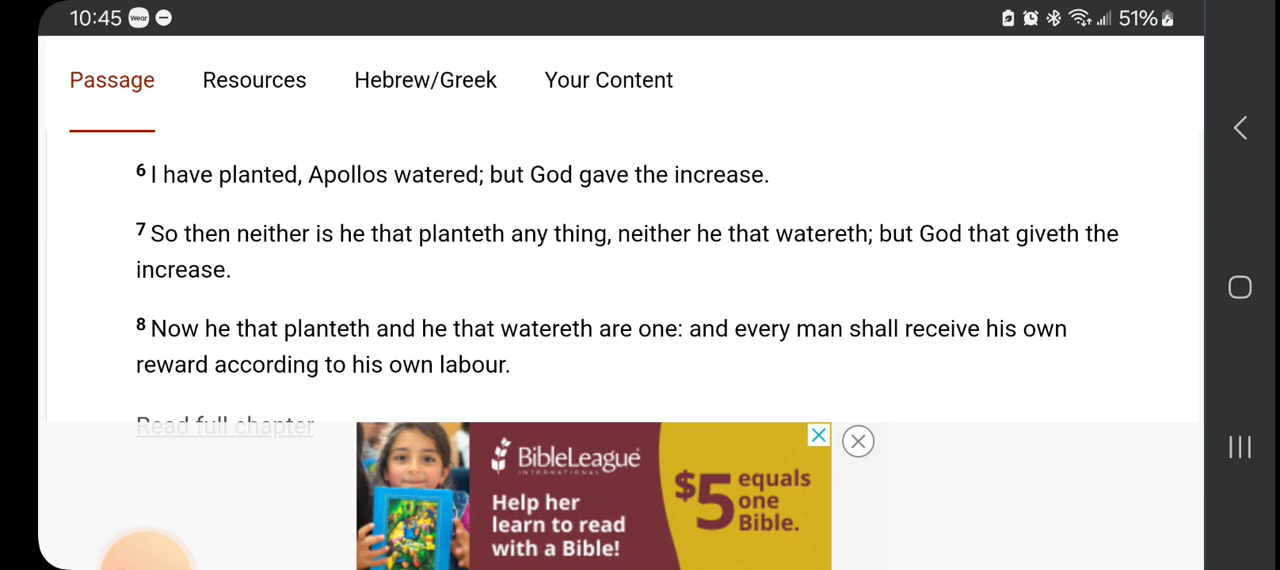 10:45 Wear 51%
Passage Resources Hebrew/Greek Your Content
6 I have planted, Apollos watered; but God gave the increase.
7 So then neither is he that planteth any thing, neither he that watereth; but God that giveth the
increase.
8 Now he that planteth and he that watereth are one: and every man shall receive his own
reward according to his own labour.
Read full chapter
BibleLeague
INTERNATIONAL
Help her
learn to read
with a Bible!
$5 equals
one
Bible.